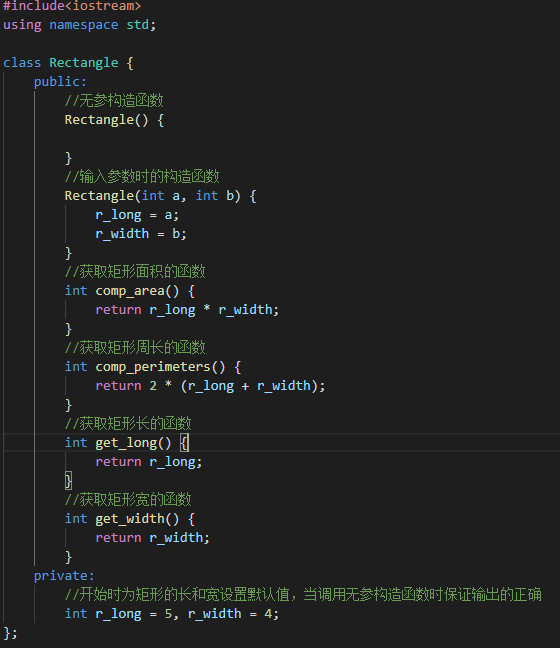 #include<iostream>
using namespace std;
class Rectangle {
public:
//无参构造函数
Rectangle() {
}
//输入参数时的构造函数
Rectangle(int a, int b) {
r_long = a;
r_width = b;
}
//获取矩形面积的函数
int comp_area() {
return r_long * r_width;
}
//获取矩形周长的函数
int comp_perimeters() {
return 2 * (r_long + r_width);
}
//获取矩形长的函数
int get_long() {
return r_long;
}
//获取矩形宽的函数
int get_width() {
return r_width;
}
private:
//开始时为矩形的长和宽设置默认值，当调用无参构造函数时保证输出的正确
int r_long = 5, r_width = 4;
};